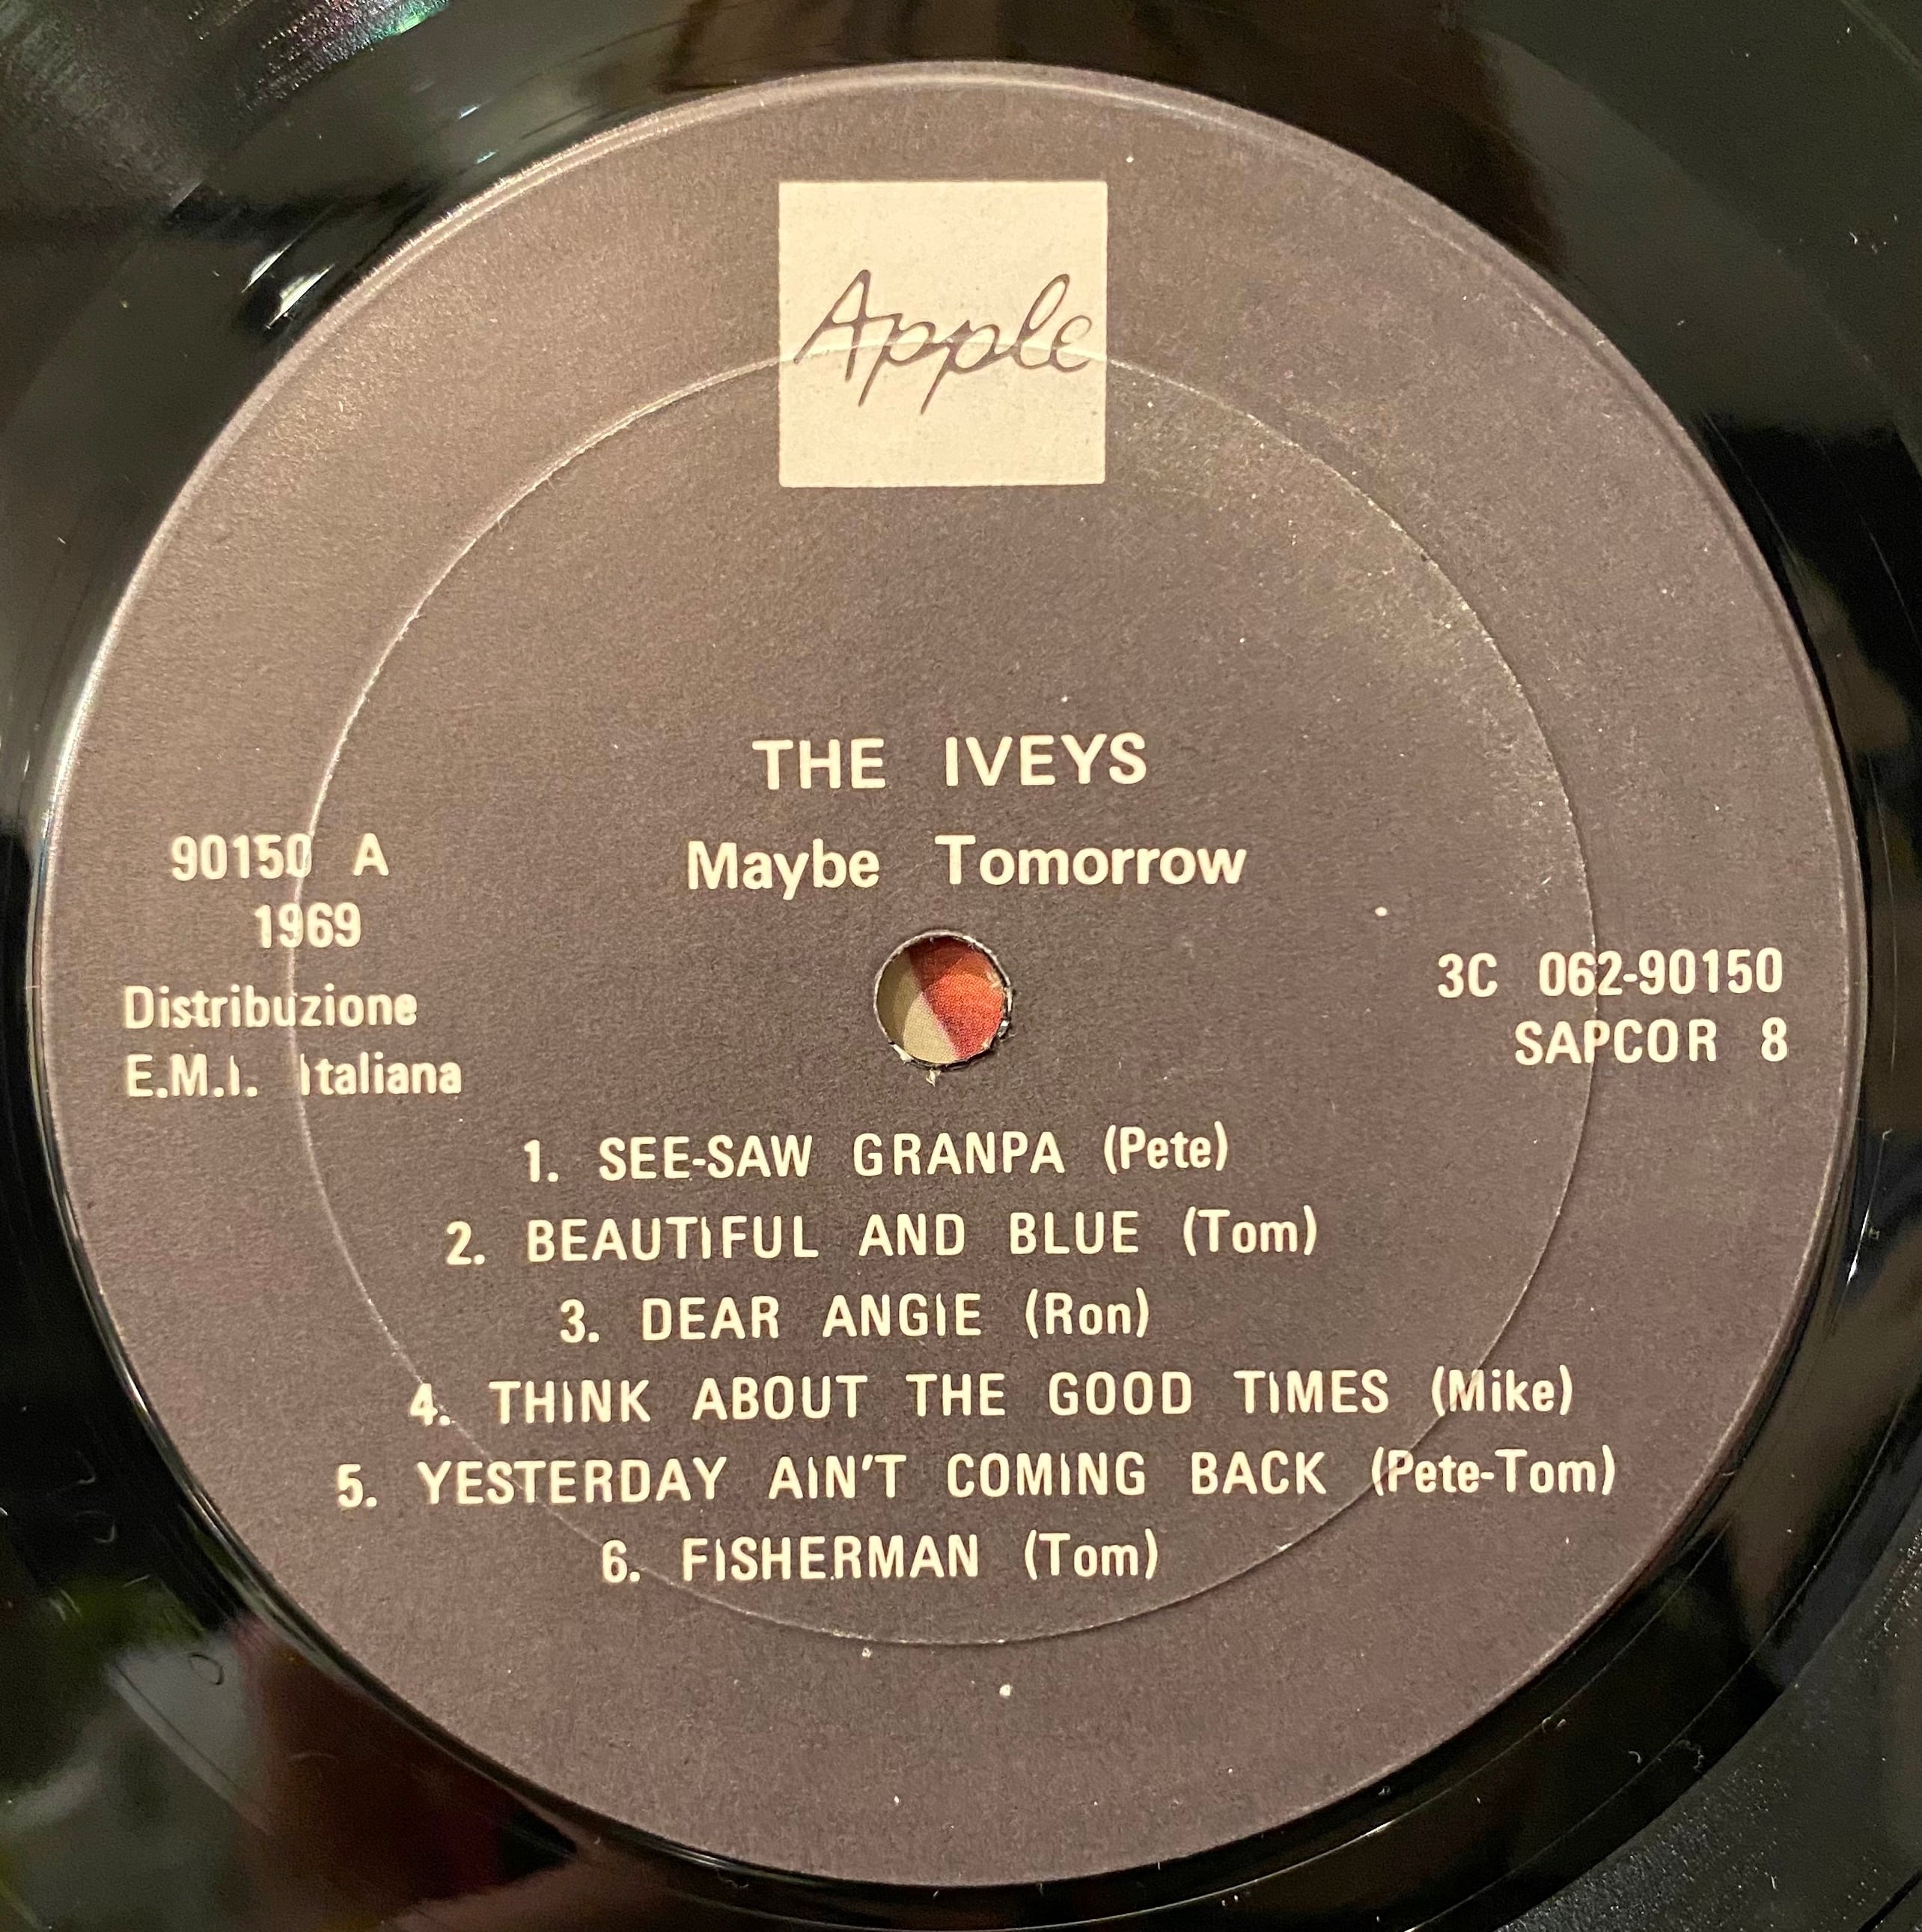 Apple
THE IVEYS
Maybe Tomorrow
90150 A
1969
Distribuzione
E.M.I. Italiana
3C 062-90150
SAPCOR 8
1. SEE-SAW GRANPA (Pete)
2. BEAUTIFUL AND BLUE (Tom)
3. DEAR ANGIE (Ron)
4. THINK ABOUT THE GOOD TIMES (Mike)
5. YESTERDAY AIN'T COMING BACK (Pete-Tom)
6. FISHERMAN (Tom)